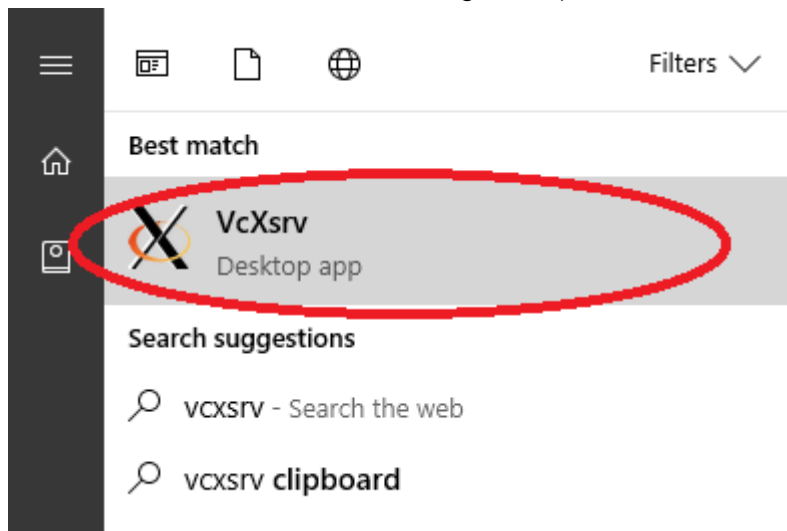 Filters
Best match
VcXsrv
Desktop app
Search suggestions
vcxsrv - Search the web
vcxsrv clipboard